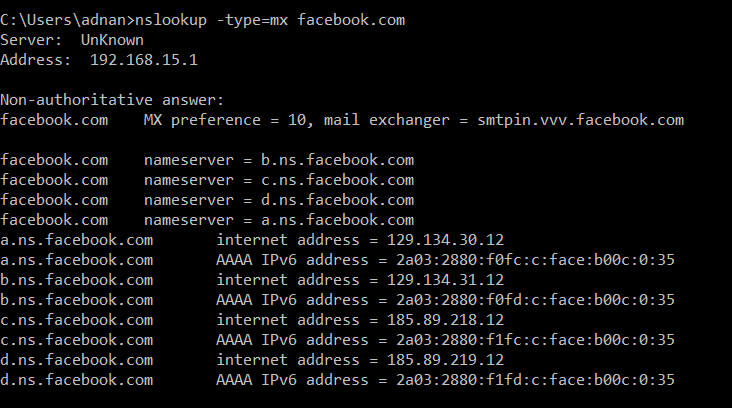 C:\Users\adnan>nslookup -type=mx facebook.com
Server:  UnKnown
Address:  192.168.15.1

Non-authoritative answer:
facebook.com    MX preference = 10, mail exchanger = smtpin.vvv.facebook.com

facebook.com    nameserver = b.ns.facebook.com
facebook.com    nameserver = c.ns.facebook.com
facebook.com    nameserver = d.ns.facebook.com
facebook.com    nameserver = a.ns.facebook.com
a.ns.facebook.com       internet address = 129.134.30.12
a.ns.facebook.com       AAAA IPv6 address = 2a03:2880:f0fc:c:face:b00c:0:35
b.ns.facebook.com       internet address = 129.134.31.12
b.ns.facebook.com       AAAA IPv6 address = 2a03:2880:f0fd:c:face:b00c:0:35
c.ns.facebook.com       internet address = 185.89.218.12
c.ns.facebook.com       AAAA IPv6 address = 2a03:2880:f1fc:c:face:b00c:0:35
d.ns.facebook.com       internet address = 185.89.219.12
d.ns.facebook.com       AAAA IPv6 address = 2a03:2880:f1fd:c:face:b00c:0:35